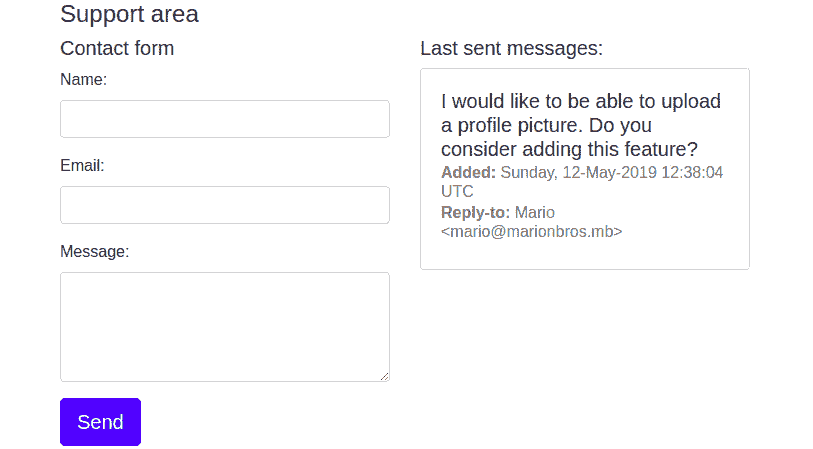 Support area
Contact form
Name:
Email:
Message:
Send
Last sent messages:
I would like to be able to upload
a profile picture. Do you
consider adding this feature?
Added: Sunday, 12-May-2019 12:38:04
UTC
Reply-to: Mario
<mario@marionbros.mb>